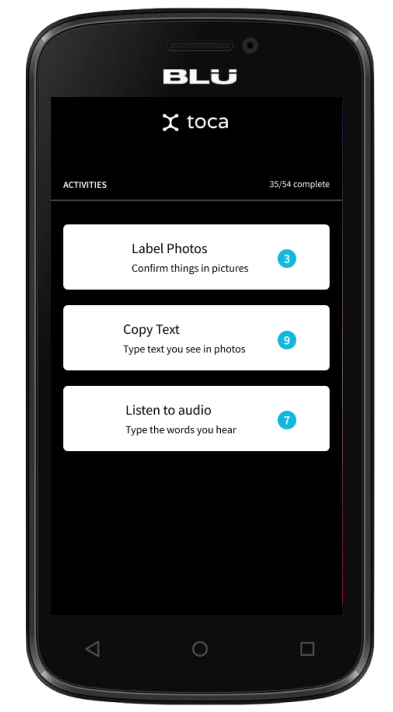 BLU
toca
ACTIVITIES 35/54 complete
Label Photos
Confirm things in pictures
3
Copy Text
Type text you see in photos
9
Listen to audio
Type the words you hear
7